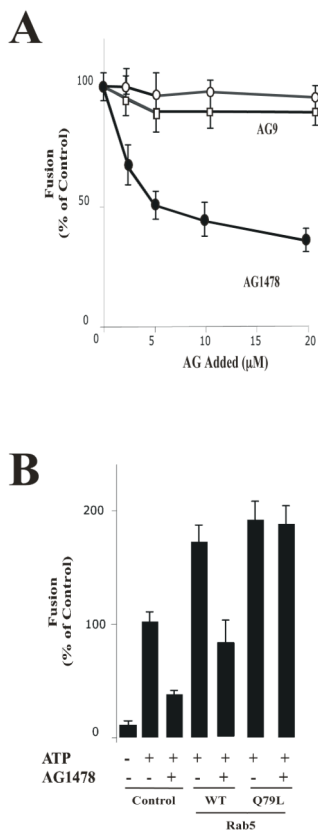 A
Fusion
(% of Control)
100
50
0
AG9
AG1478
0 5 10 15 20
AG Added (μM)
B
Fusion
(% of Control)
200
100
0
ATP - + + + + + +
AG1478 - - + - + - +
Control WT Q79L
Rab5